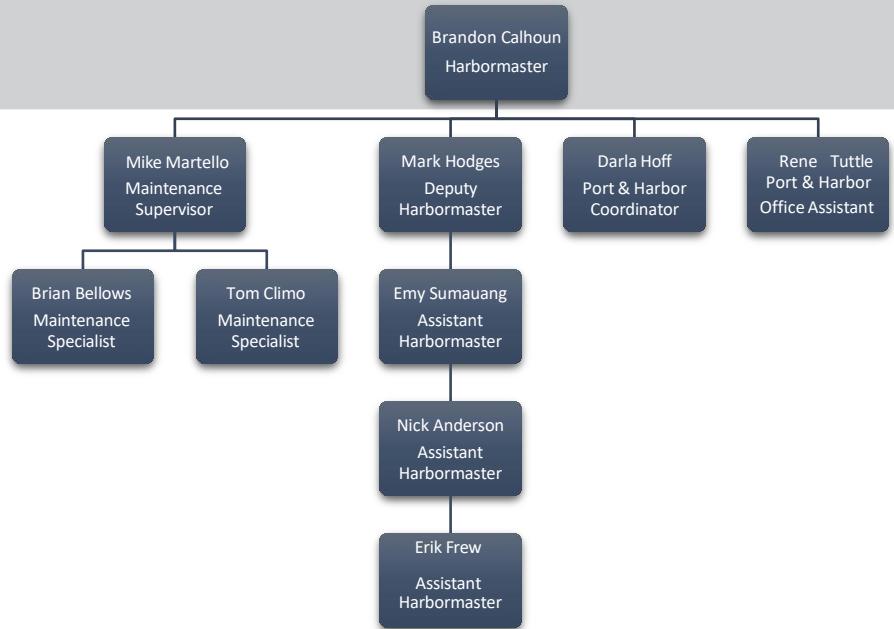 Brandon Calhoun
Harbormaster
Mike Martello
Maintenance
Supervisor
Mark Hodges
Deputy
Harbormaster
Darla Hoff
Port & Harbor
Coordinator
Rene Tuttle
Port & Harbor
Office Assistant
Brian Bellows
Maintenance
Specialist
Tom Climo
Maintenance
Specialist
Emy Sumauang
Assistant
Harbormaster
Nick Anderson
Assistant
Harbormaster
Erik Frew
Assistant
Harbormaster